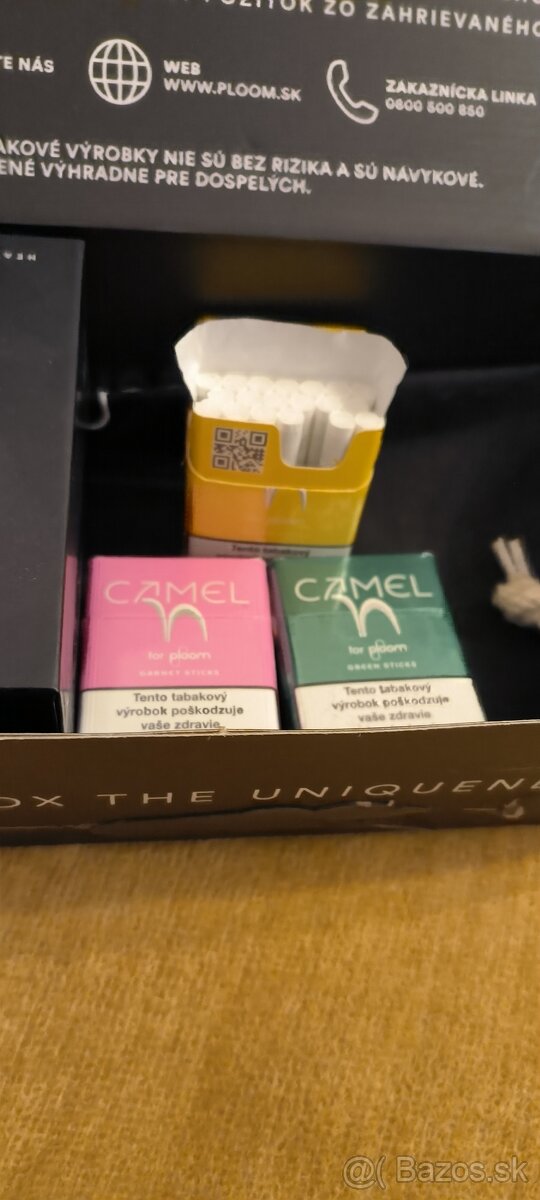 PÔŽITOK ZO ZAHRIEVANÉHO
TE NÁS
WEB
WWW.PLOOM.SK
ZÁKAZNÍCKA LINKA
0800 500 850
AKOVÉ VÝROBKY NIE SÚ BEZ RIZIKA A SÚ NÁVYKOVÉ.
ENÉ VÝHRADNE PRE DOSPELÝCH.
Tento tabakový
CAMEL
for ploom
GARNET STICKS
Tento tabakový
výrobok poškodzuje
vaše zdravie
CAMEL
for ploom
GREEN STICKS
Tento tabakový
výrobok poškodzuje
vaše zdravie
OX THE UNIQUENE
@( Bazos.sk